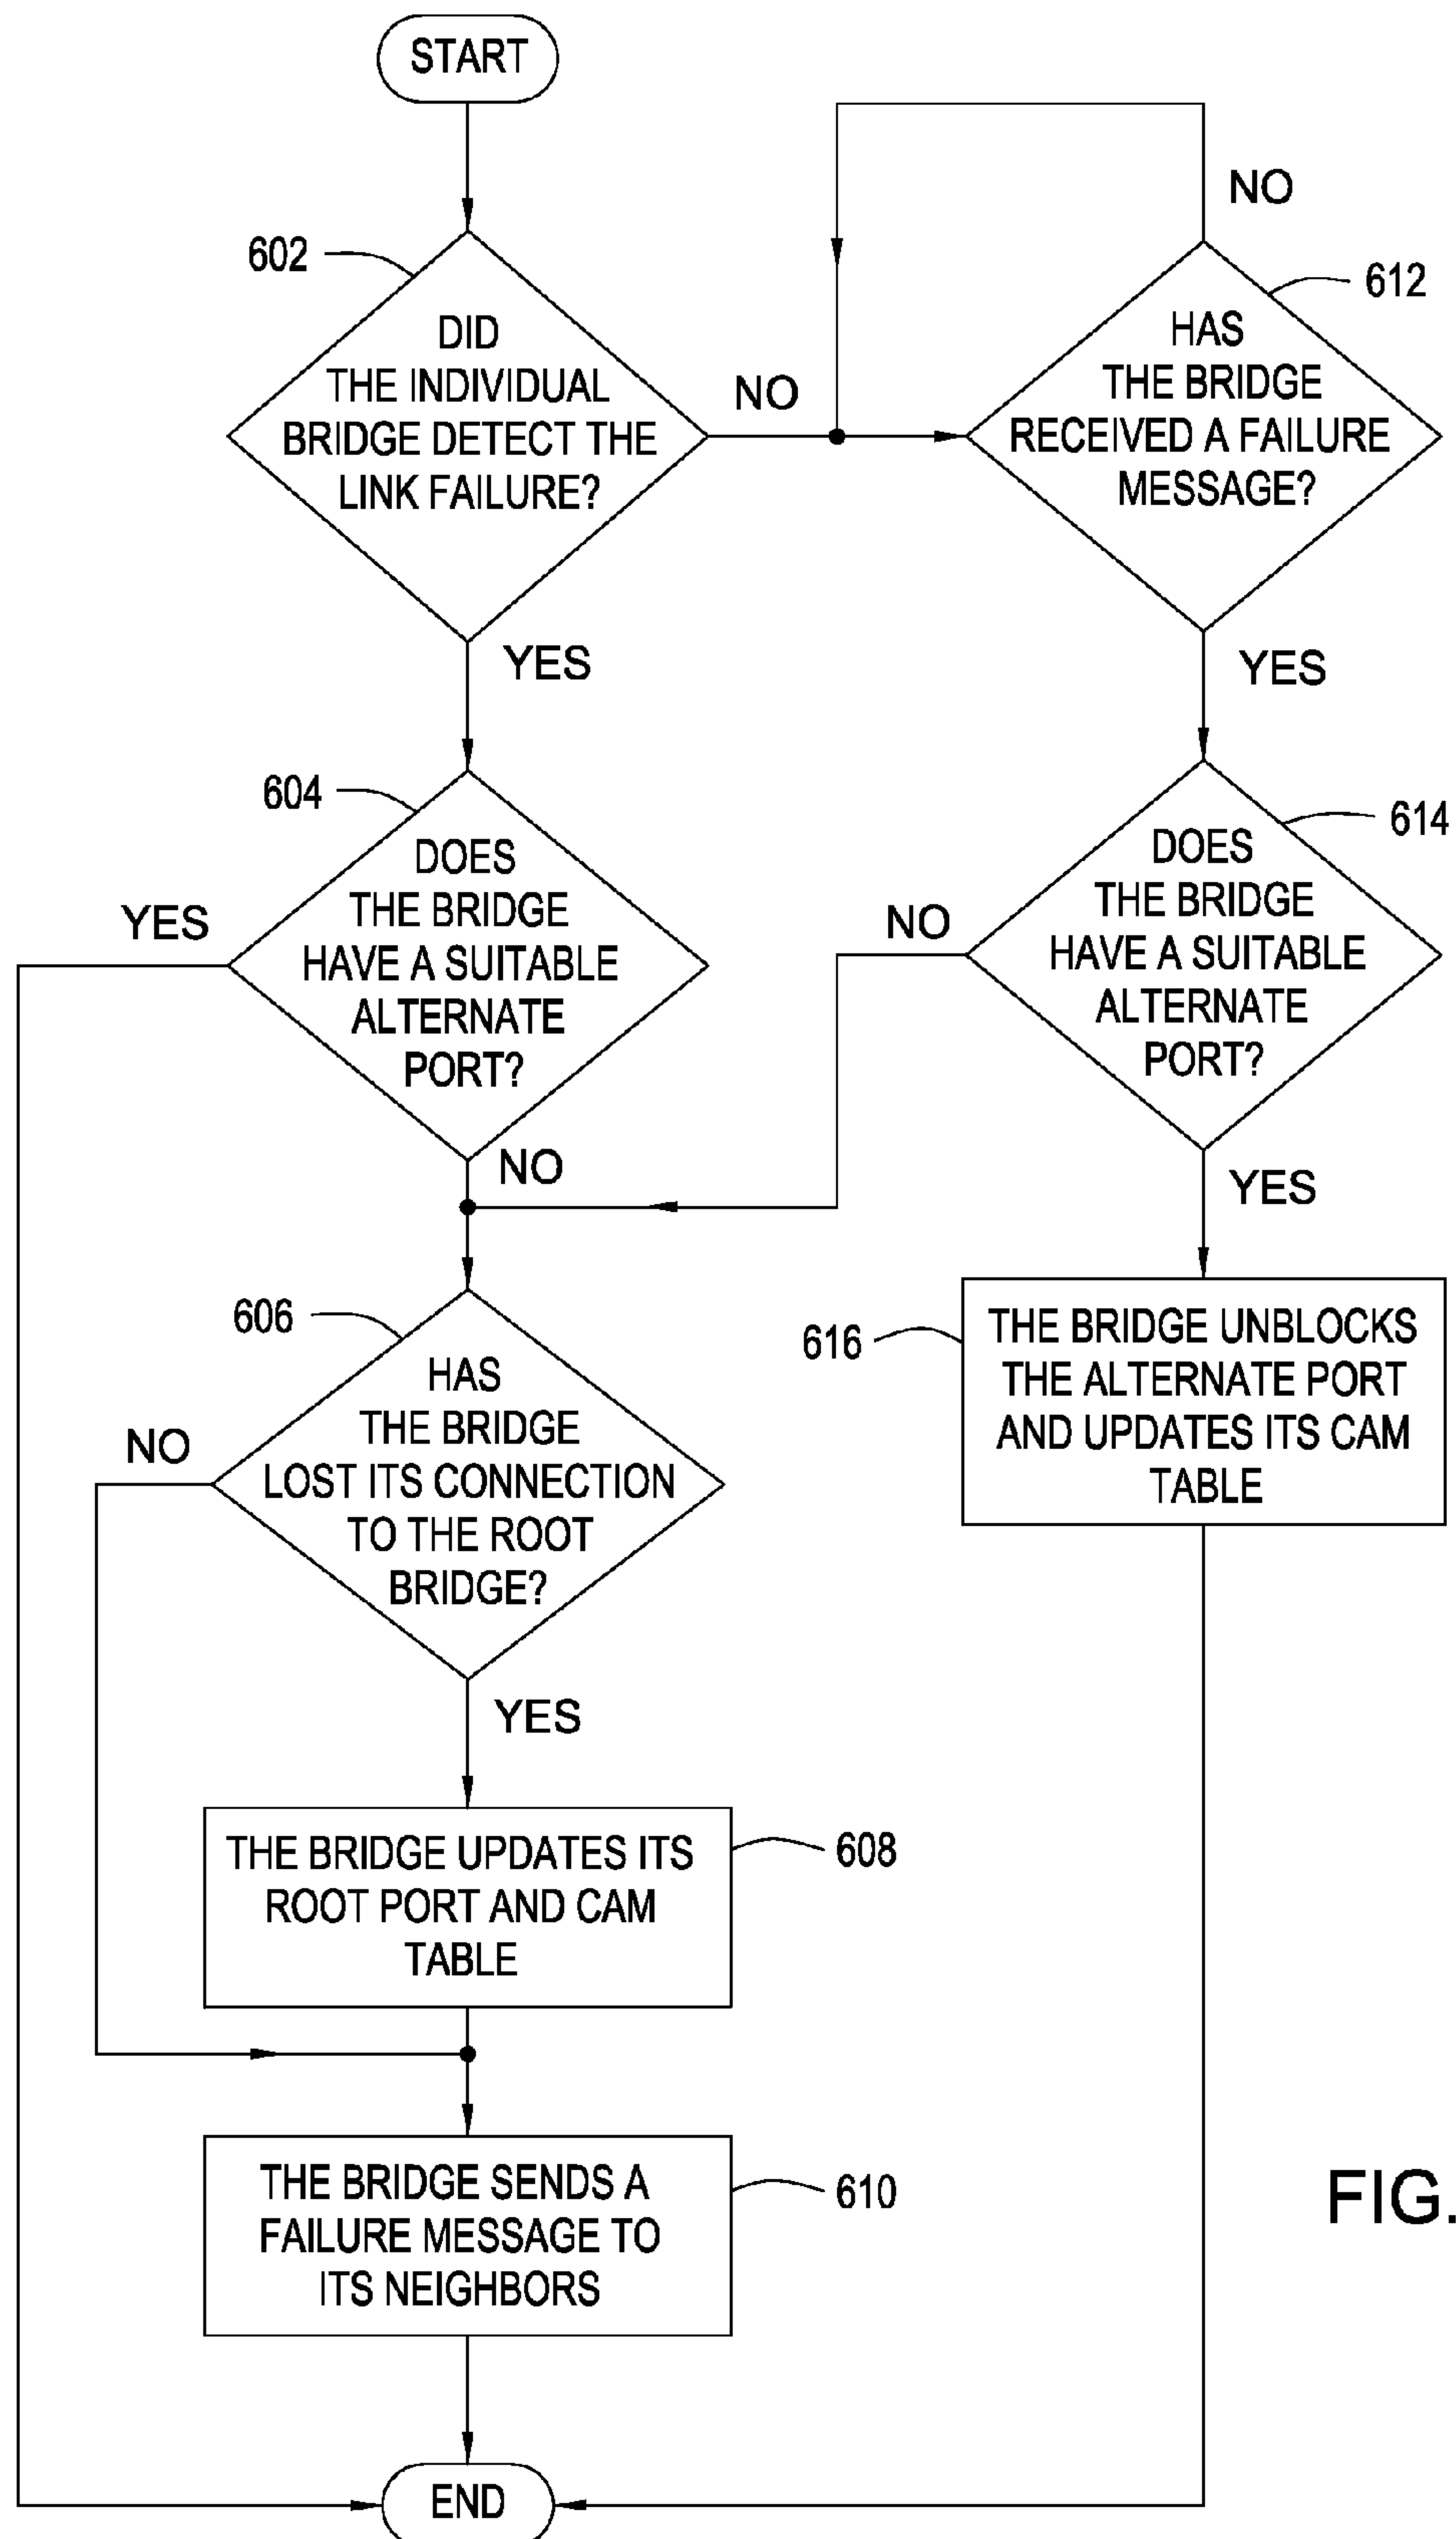 START
602
DID
THE INDIVIDUAL
BRIDGE DETECT THE
LINK FAILURE?
NO
NO
612
HAS
THE BRIDGE
RECEIVED A FAILURE
MESSAGE?
YES
YES
604
DOES
THE BRIDGE
HAVE A SUITABLE
ALTERNATE
PORT?
YES
NO
614
DOES
THE BRIDGE
HAVE A SUITABLE
ALTERNATE
PORT?
NO
YES
606
HAS
THE BRIDGE
LOST ITS CONNECTION
TO THE ROOT
BRIDGE?
NO
YES
616
THE BRIDGE UNBLOCKS
THE ALTERNATE PORT
AND UPDATES ITS CAM
TABLE
THE BRIDGE UPDATES ITS
ROOT PORT AND CAM
TABLE
608
THE BRIDGE SENDS A
FAILURE MESSAGE TO
ITS NEIGHBORS
610
FIG.
END